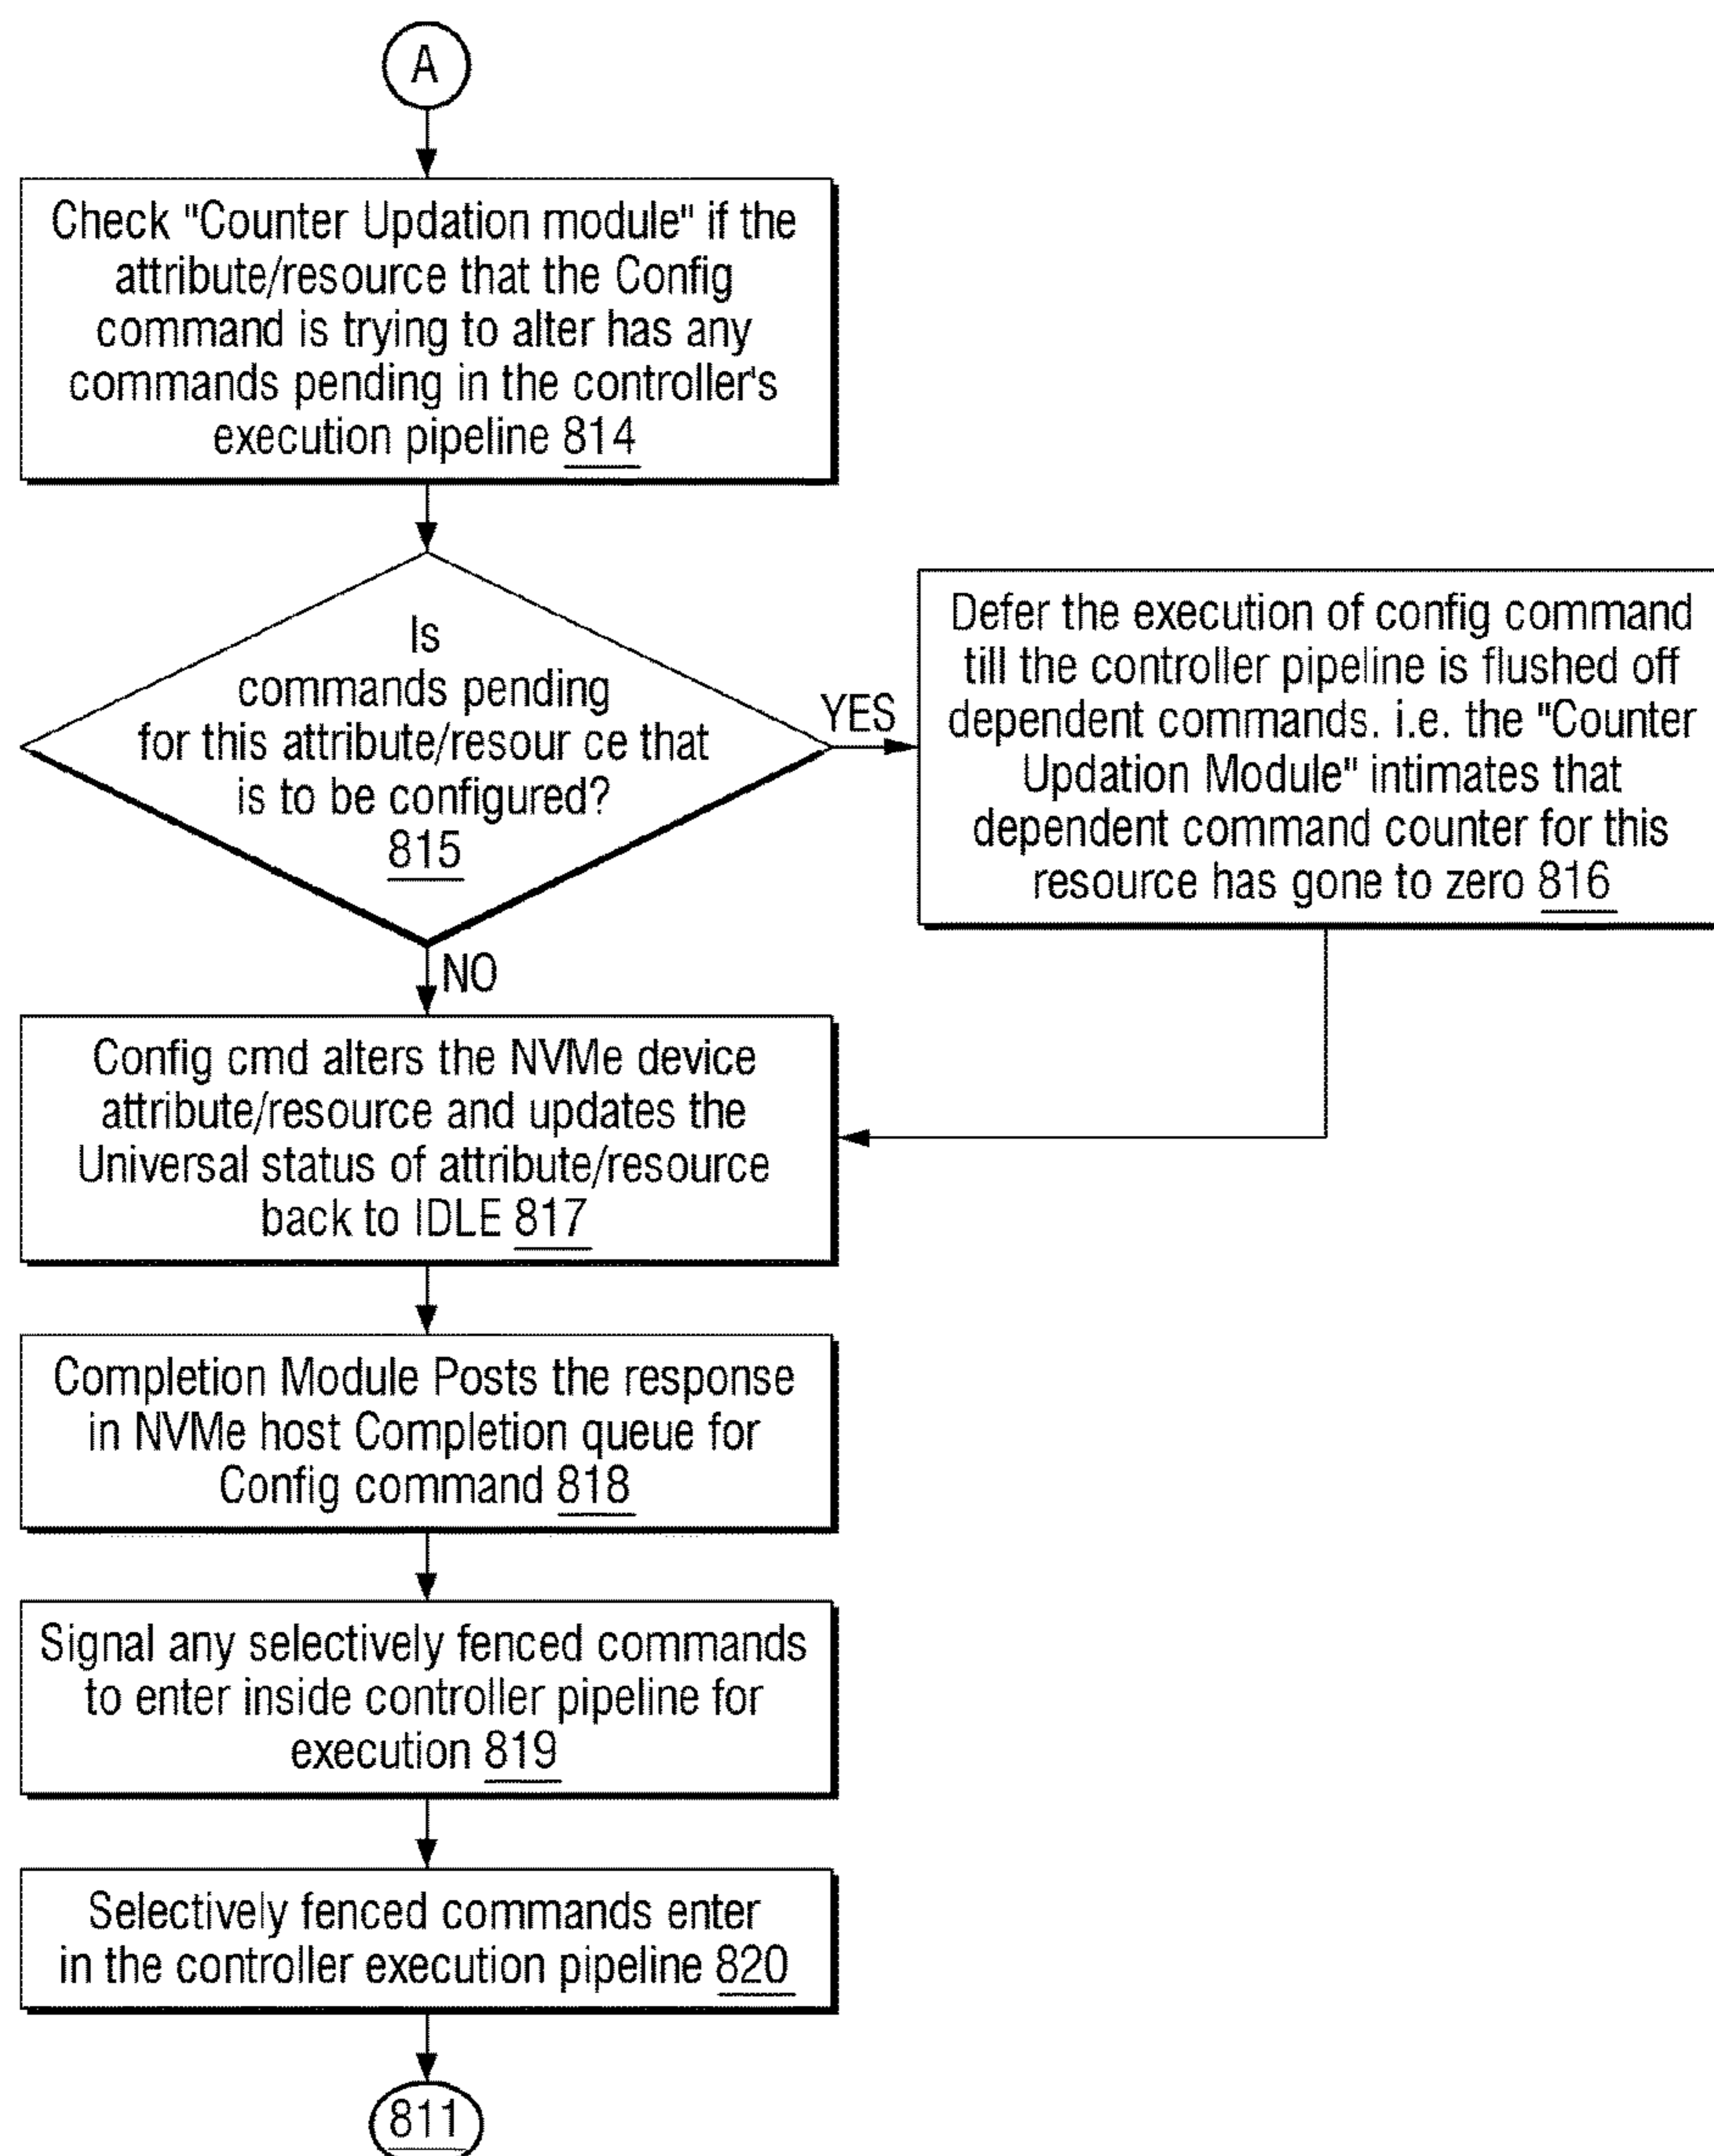 A
Check "Counter Updation module" if the
attribute/resource that the Config
command is trying to alter has any
commands pending in the controller's
execution pipeline 814
Is
commands pending
for this attribute/resour ce that
is to be configured?
815
YES
Defer the execution of config command
till the controller pipeline is flushed off
dependent commands. i.e. the "Counter
Updation Module" intimates that
dependent command counter for this
resource has gone to zero 816
NO
Config cmd alters the NVMe device
attribute/resource and updates the
Universal status of attribute/resource
back to IDLE 817
Completion Module Posts the response
in NVMe host Completion queue for
Config command 818
Signal any selectively fenced commands
to enter inside controller pipeline for
execution 819
Selectively fenced commands enter
in the controller execution pipeline 820
811